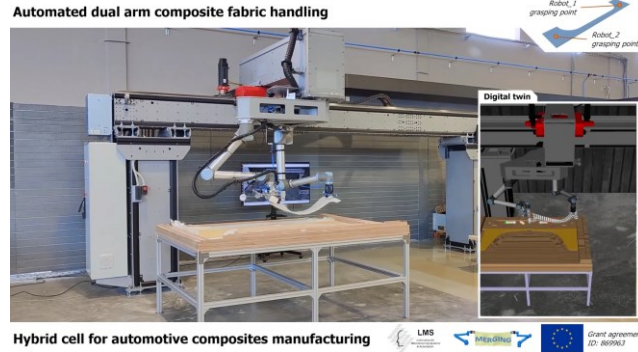 Automated dual arm composite fabric handling
Robot_1
grasping point
Robot_2
grasping point
Digital twin
Hybrid cell for automotive composites manufacturing
LMS
MERGING
Grant agreement
ID: 869963